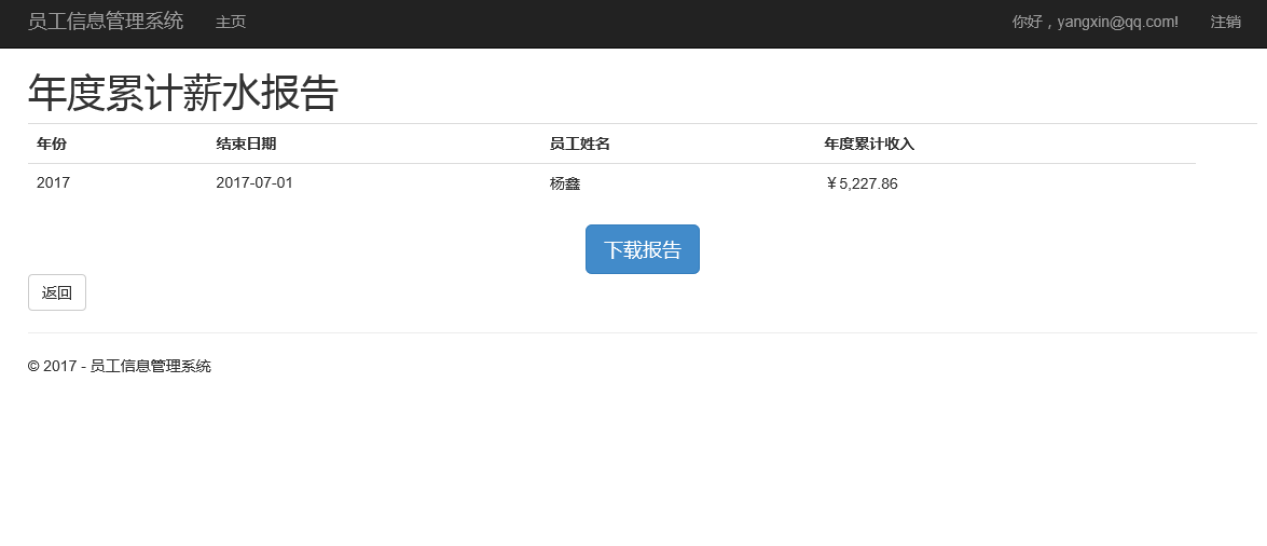 员工信息管理系统 主页 你好，yangxin@qq.com! 注销
年度累计薪水报告
年份 结束日期 员工姓名 年度累计收入
2017 2017-07-01 杨鑫 ￥5,227.86
下载报告
返回
© 2017 - 员工信息管理系统